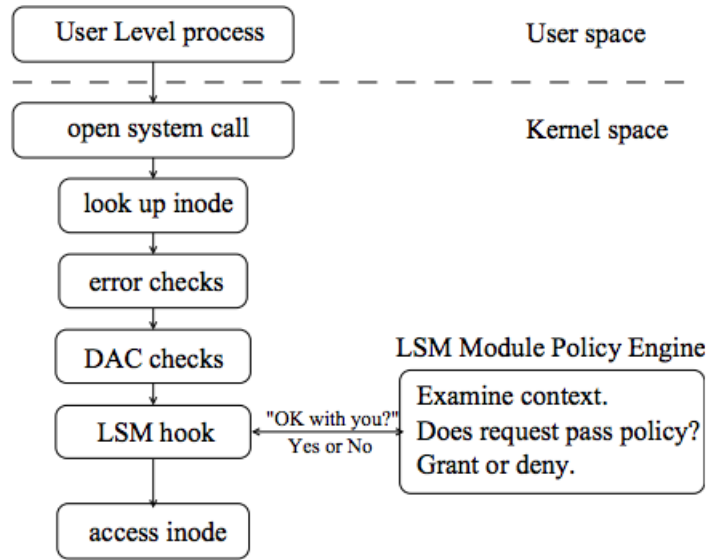 User Level process
User space
open system call
Kernel space
look up inode
error checks
DAC checks
LSM Module Policy Engine
LSM hook
"OK with you?"
Yes or No
Examine context.
Does request pass policy?
Grant or deny.
access inode